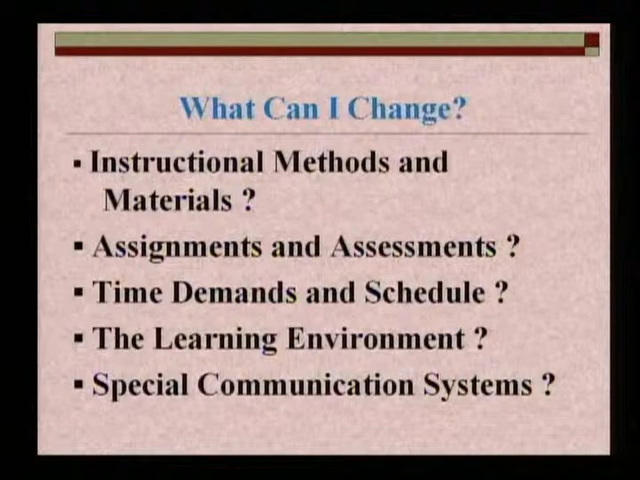 What Can I Change?
▪ Instructional Methods and
Materials ?
▪ Assignments and Assessments ?
▪ Time Demands and Schedule ?
▪ The Learning Environment ?
▪ Special Communication Systems ?